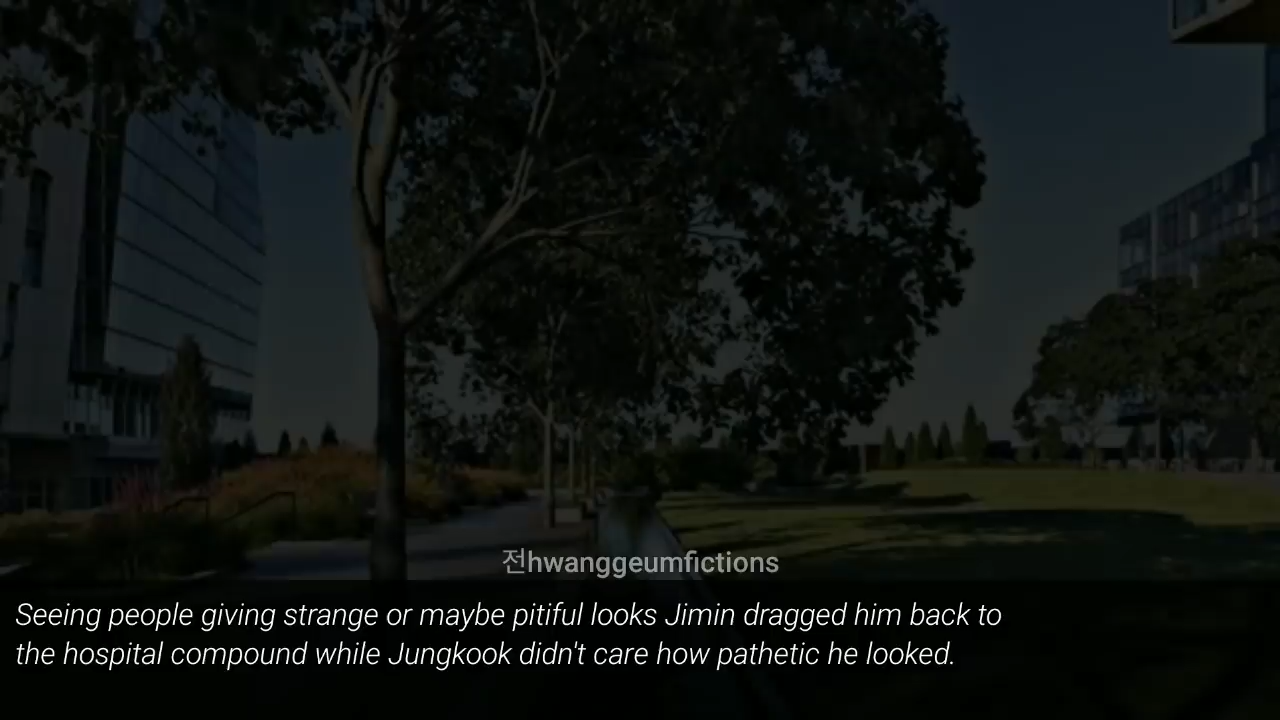 전hwanggeumfictions
Seeing people giving strange or maybe pitiful looks Jimin dragged him back to
the hospital compound while Jungkook didn't care how pathetic he looked.